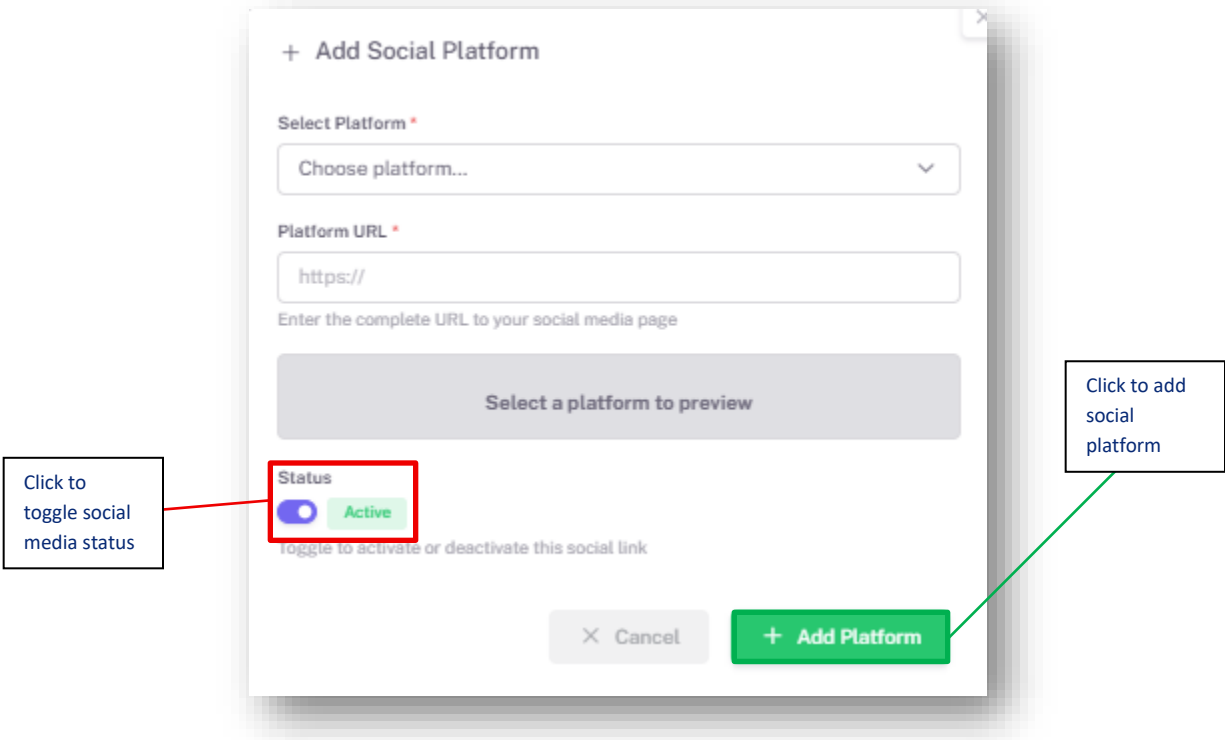 + Add Social Platform
Select Platform *
Choose platform...
Platform URL *
https://
Enter the complete URL to your social media page
Select a platform to preview
Click to add
social
platform
Status
Active
Click to
toggle social
media status
Toggle to activate or deactivate this social link
× Cancel
+ Add Platform